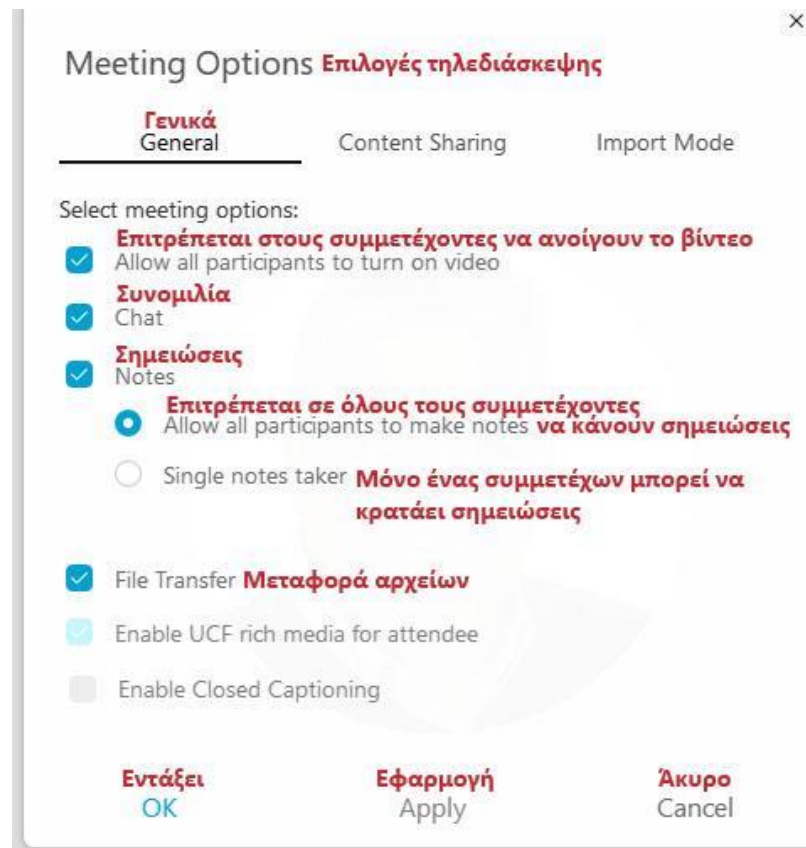 ×
Meeting Options Επιλογές τηλεδιάσκεψης
Γενικά
General Content Sharing Import Mode
Select meeting options:
Επιτρέπεται στους συμμετέχοντες να ανοίγουν το βίντεο
Allow all participants to turn on video
Συνομιλία
Chat
Σημειώσεις
Notes
Επιτρέπεται σε όλους τους συμμετέχοντες
Allow all participants to make notes να κάνουν σημειώσεις
Single notes taker Μόνο ένας συμμετέχων μπορεί να
κρατάει σημειώσεις
File Transfer Μεταφορά αρχείων
Enable UCF rich media for attendee
Enable Closed Captioning
Εντάξει Εφαρμογή Άκυρο
OK Apply Cancel